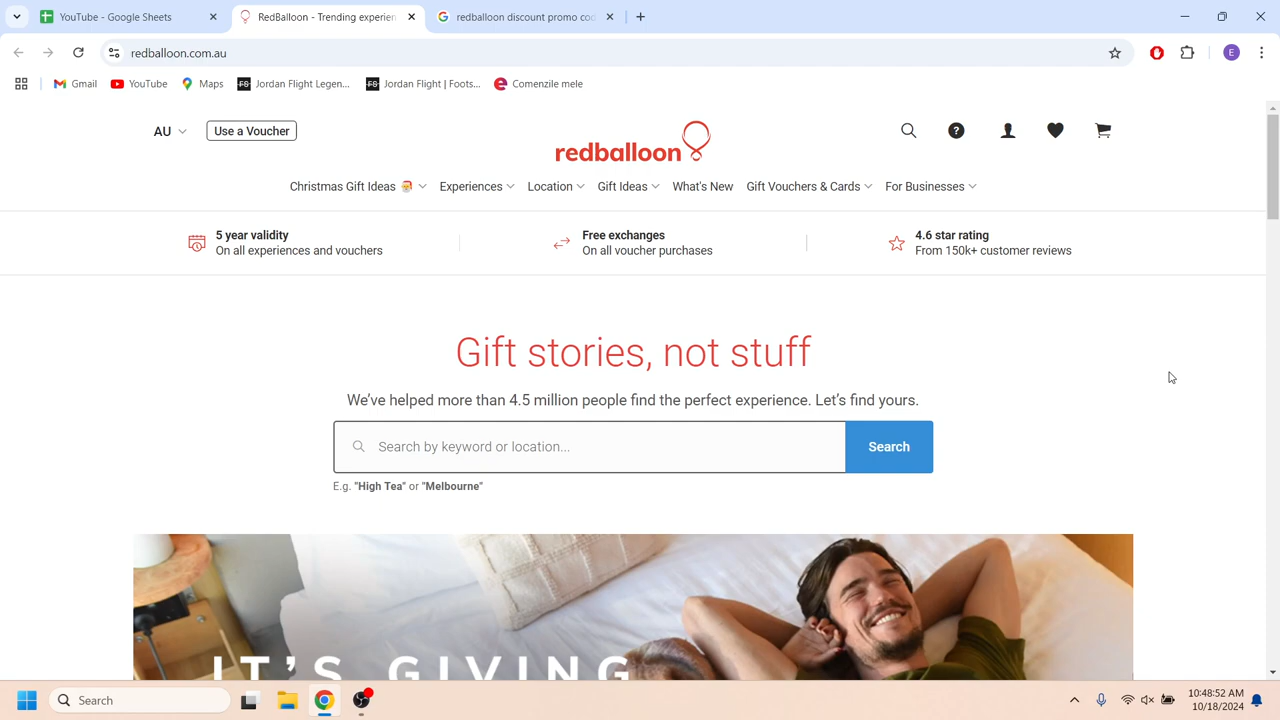 YouTube - Google Sheets
RedBalloon - Trending experien
redballoon discount promo cod
redballoon.com.au
E
Gmail
YouTube
Maps
FS Jordan Flight Legen...
FS Jordan Flight | Foots...
e Comenzile mele
AU
Use a Voucher
redballoon
?
Christmas Gift Ideas
Experiences
Location
Gift Ideas
What's New
Gift Vouchers & Cards
For Businesses
5 year validity
On all experiences and vouchers
Free exchanges
On all voucher purchases
4.6 star rating
From 150k+ customer reviews
Gift stories, not stuff
We've helped more than 4.5 million people find the perfect experience. Let's find yours.
Search by keyword or location...
Search
E.g. "High Tea" or "Melbourne"
IT'S GIVING
Search
10:48:52 AM
10/18/2024